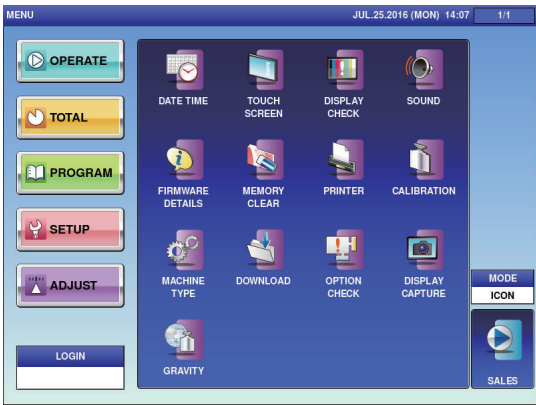 MENU
JUL.25.2016 (MON) 14:07
1/1
OPERATE
TOTAL
PROGRAM
SETUP
ADJUST
LOGIN
DATE TIME
TOUCH
SCREEN
DISPLAY
CHECK
SOUND
FIRMWARE
DETAILS
MEMORY
CLEAR
PRINTER
CALIBRATION
MACHINE
TYPE
DOWNLOAD
OPTION
CHECK
DISPLAY
CAPTURE
GRAVITY
MODE
ICON
SALES